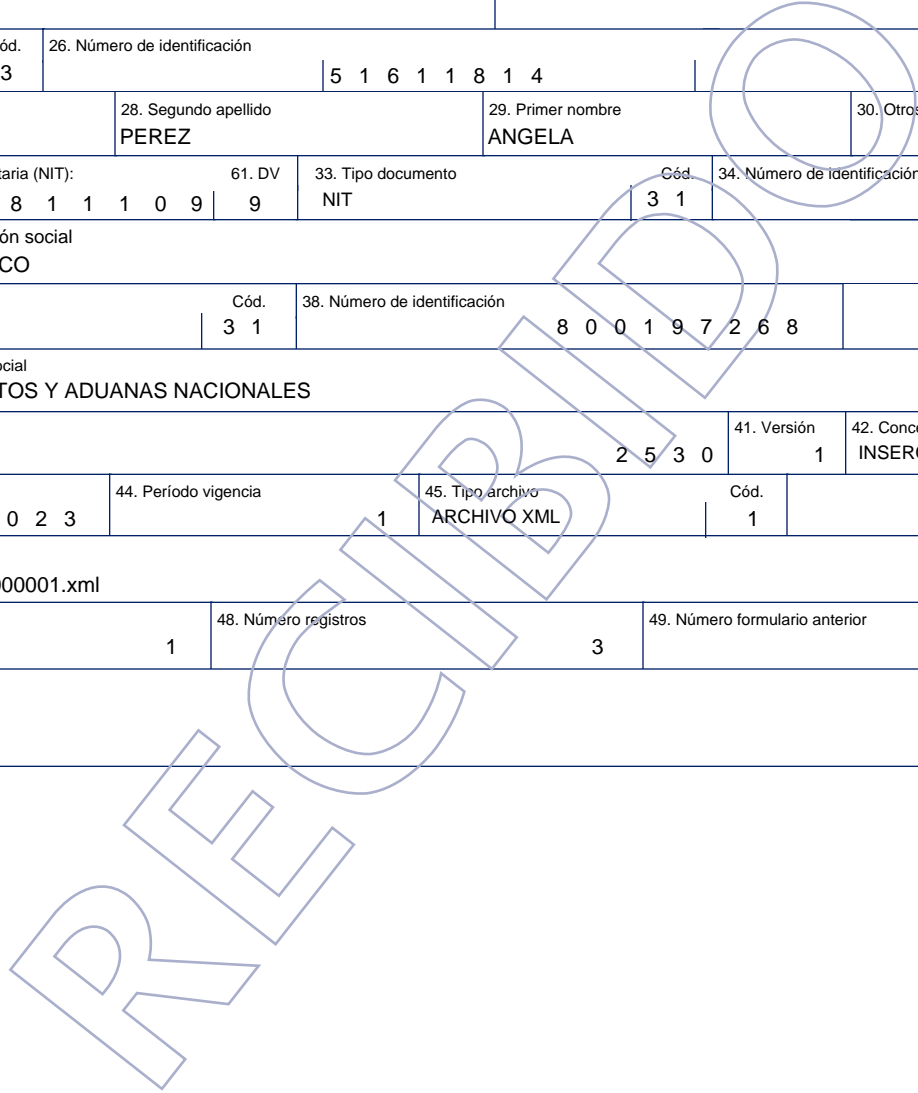 ód. 26. Número de identificación
3 5 1 6 1 1 8 1 4
28. Segundo apellido 29. Primer nombre 30. Otros
PEREZ ANGELA
taria (NIT): 61. DV 33. Tipo documento Cód. 34. Número de identificación
8 1 1 1 0 9 9 NIT 3 1
ón social
CO
Cód. 38. Número de identificación
3 1 8 0 0 1 9 7 2 6 8
ocial
TOS Y ADUANAS NACIONALES
41. Versión 42. Conce
2 5 3 0 1 INSERC
44. Período vigencia 45. Tipo archivo Cód.
0 2 3 1 ARCHIVO XML 1
000001.xml
48. Número registros 49. Número formulario anterior
1 3
RECIBIDO